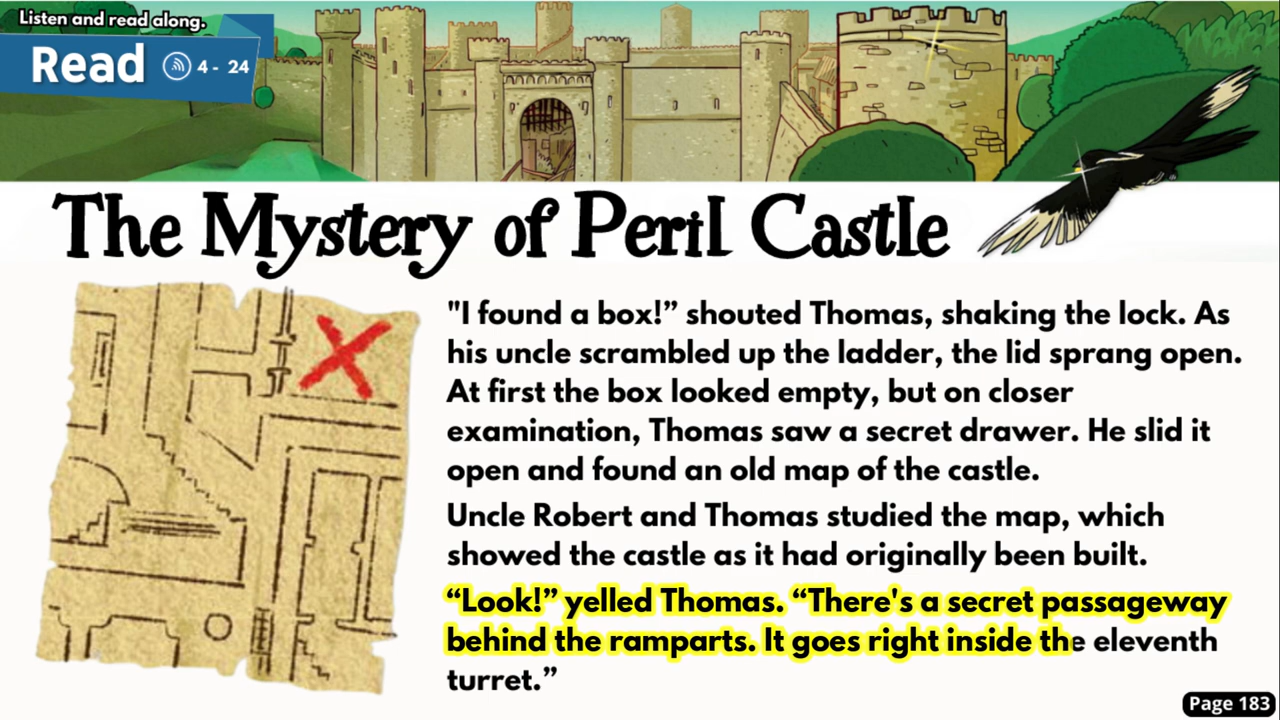 Listen and read along.
Read 4 - 24
The Mystery of Peril Castle
"I found a box!” shouted Thomas, shaking the lock. As
his uncle scrambled up the ladder, the lid sprang open.
At first the box looked empty, but on closer
examination, Thomas saw a secret drawer. He slid it
open and found an old map of the castle.
Uncle Robert and Thomas studied the map, which
showed the castle as it had originally been built.
“Look!” yelled Thomas. “There's a secret passageway
behind the ramparts. It goes right inside the eleventh
turret.”
Page 183